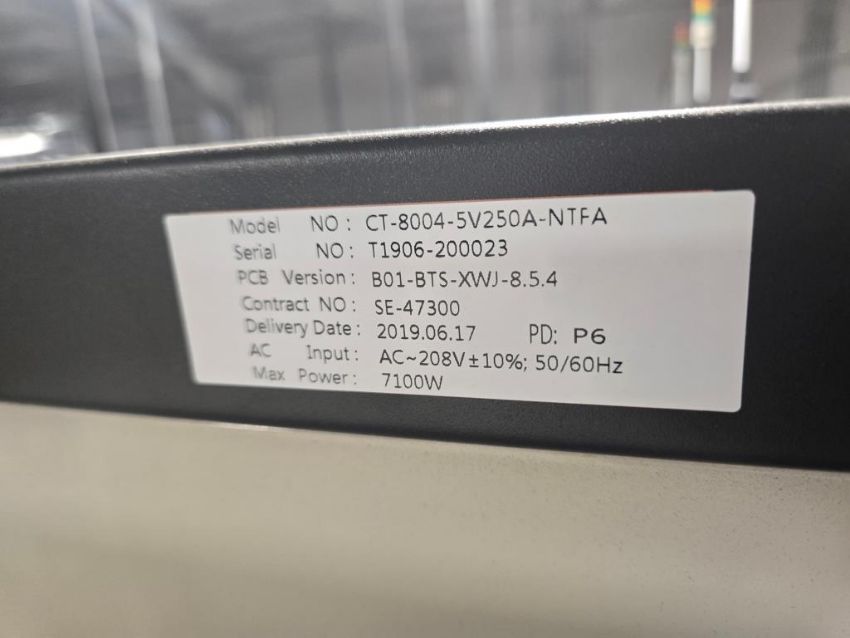 Model NO : CT-8004-5V250A-NTFA
Serial NO : T1906-200023
PCB Version : B01-BTS-XWJ-8.5.4
Contract NO : SE-47300
Delivery Date : 2019.06.17 PD: P6
AC Input : AC~208V±10%; 50/60Hz
Max Power : 7100W